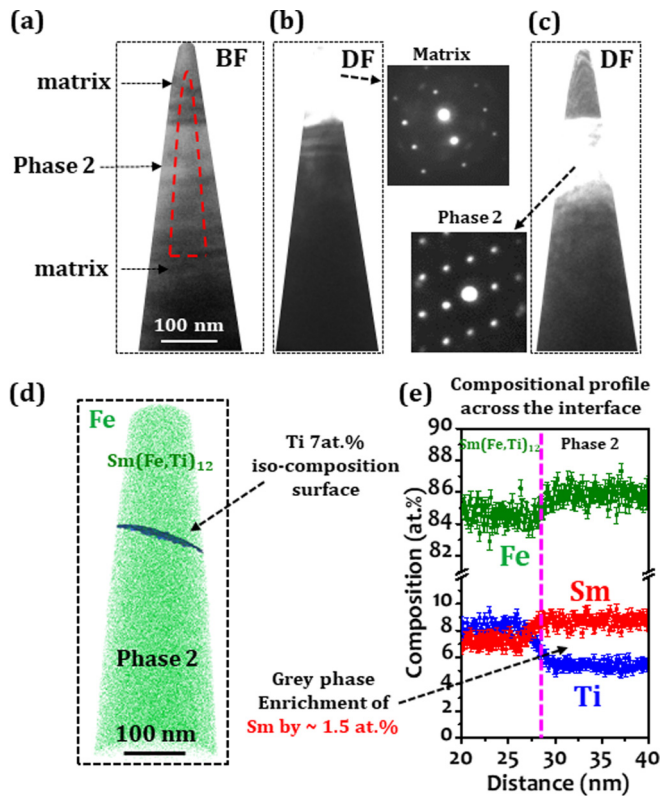 (a)
BF
matrix
Phase 2
matrix
100 nm
(b)
DF
Matrix
Phase 2
(c)
DF
(d)
Fe
Sm(Fe,Ti)12
Ti 7at.%
iso-composition
surface
Phase 2
100 nm
Grey phase
Enrichment of
Sm by ~ 1.5 at.%
(e)
Compositional profile
across the interface
Sm(Fe,Ti)12
Phase 2
Composition (at.%)
90
88
86
84
82
10
8
6
4
2
0
Fe
Sm
Ti
20 25 30 35 40
Distance (nm)